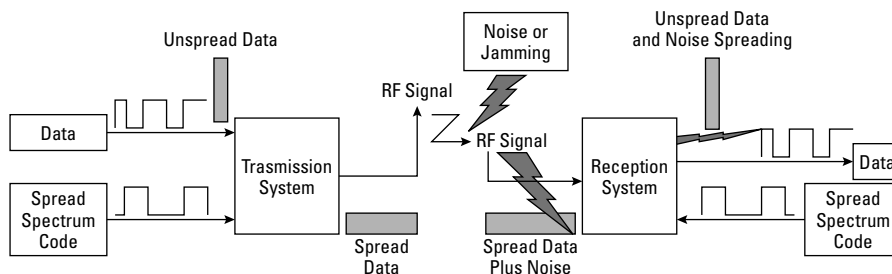 Unspread Data
Noise or
Jamming
Unspread Data
and Noise Spreading
RF Signal
RF Signal
Data
Trasmission
System
Reception
System
Data
Spread
Spectrum
Code
Spread
Data
Spread Data
Plus Noise
Spread
Spectrum
Code